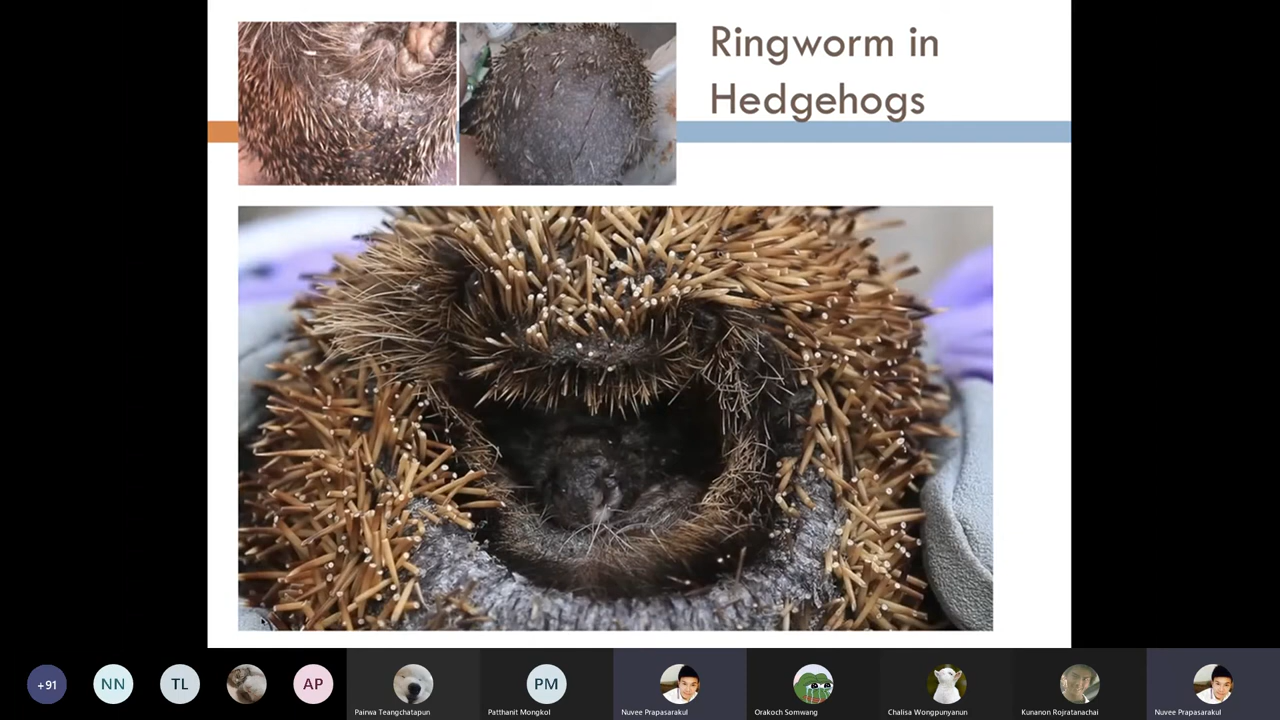 Ringworm in
Hedgehogs
+91
NN
TL
AP
Pairwa Teangchatapun
PM
Patthanit Mongkol
Nuvee Prapasarakul
Orakoch Somwang
Chalisa Wongpunyanun
Kunanon Rojratanachai
Nuvee Prapasarakul